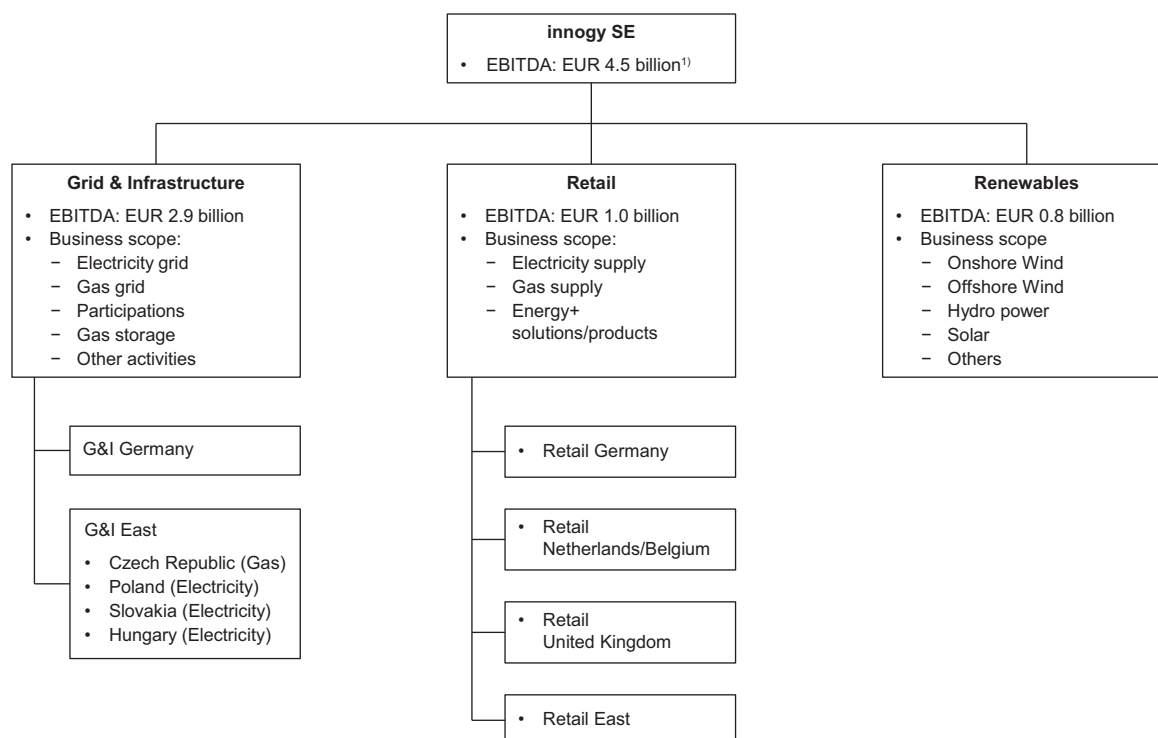 innogy SE
• EBITDA: EUR 4.5 billion1)
Grid & Infrastructure
• EBITDA: EUR 2.9 billion
• Business scope:
− Electricity grid
− Gas grid
− Participations
− Gas storage
− Other activities
G&I Germany
G&I East
• Czech Republic (Gas)
• Poland (Electricity)
• Slovakia (Electricity)
• Hungary (Electricity)
Retail
• EBITDA: EUR 1.0 billion
• Business scope:
− Electricity supply
− Gas supply
− Energy+
solutions/products
• Retail Germany
• Retail
Netherlands/Belgium
• Retail
United Kingdom
• Retail East
Renewables
• EBITDA: EUR 0.8 billion
• Business scope
− Onshore Wind
− Offshore Wind
− Hydro power
− Solar
− Others